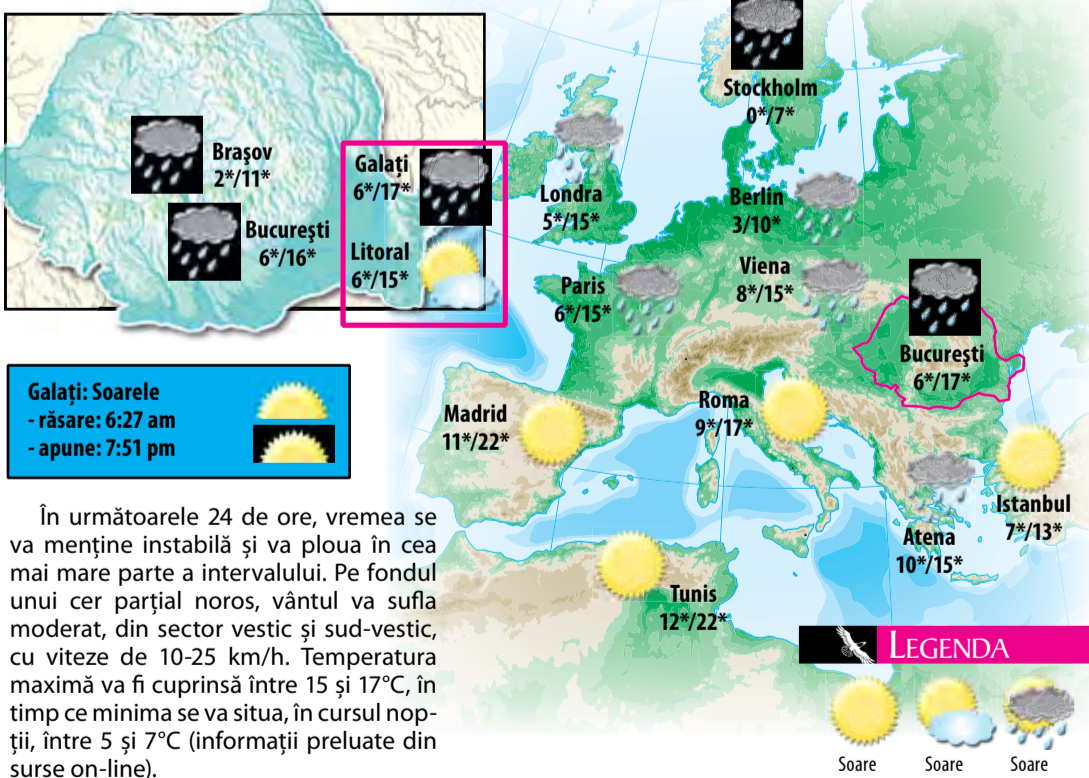 Brașov
2*/11*
București
6*/16*
Galați
6*/17*
Litoral
6*/15*
Stockholm
0*/7*
Londra
5*/15*
Berlin
3/10*
Paris
6*/15*
Viena
8*/15*
București
6*/17*
Madrid
11*/22*
Roma
9*/17*
Istanbul
7*/13*
Atena
10*/15*
Tunis
12*/22*
Galați: Soarele
- răsare: 6:27 am
- apune: 7:51 pm
În următoarele 24 de ore, vremea se
va menține instabilă și va ploua în cea
mai mare parte a intervalului. Pe fondul
unui cer parțial noros, vântul va sufla
moderat, din sector vestic și sud-vestic,
cu viteze de 10-25 km/h. Temperatura
maximă va fi cuprinsă între 15 și 17°C, în
timp ce minima se va situa, în cursul nop-
ții, între 5 și 7°C (informații preluate din
surse on-line).
LEGENDA
Soare Soare Soare